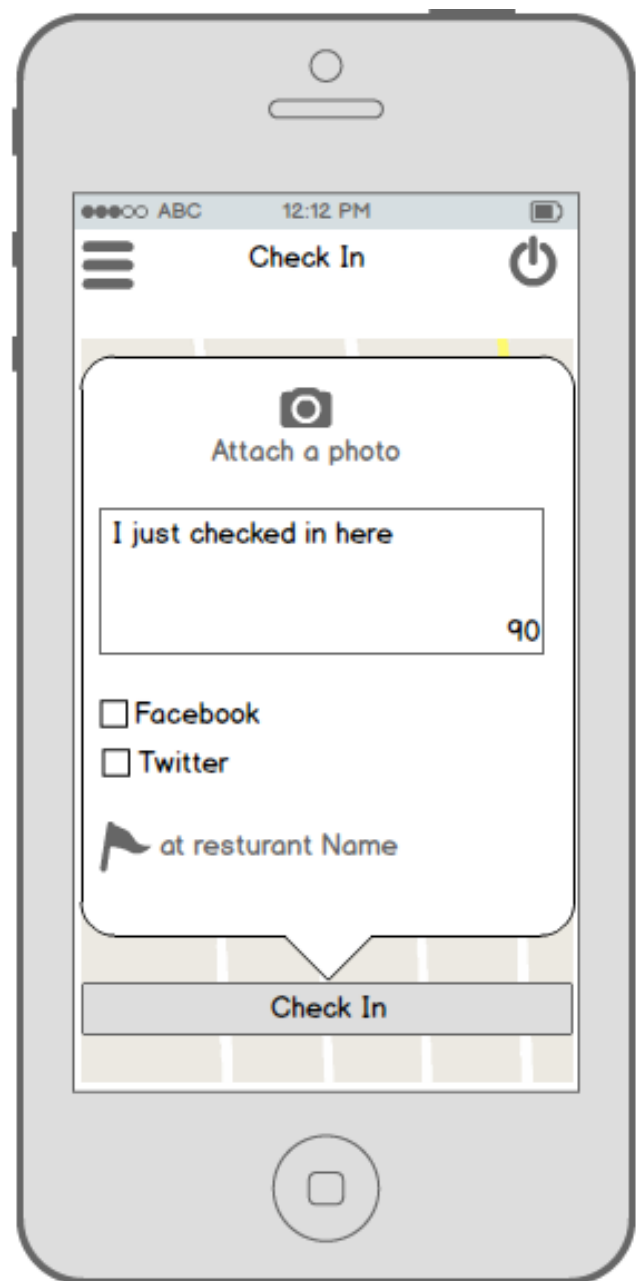 ABC 12:12 PM
Check In
Attach a photo
I just checked in here
90
Facebook
Twitter
at resturant Name
Check In